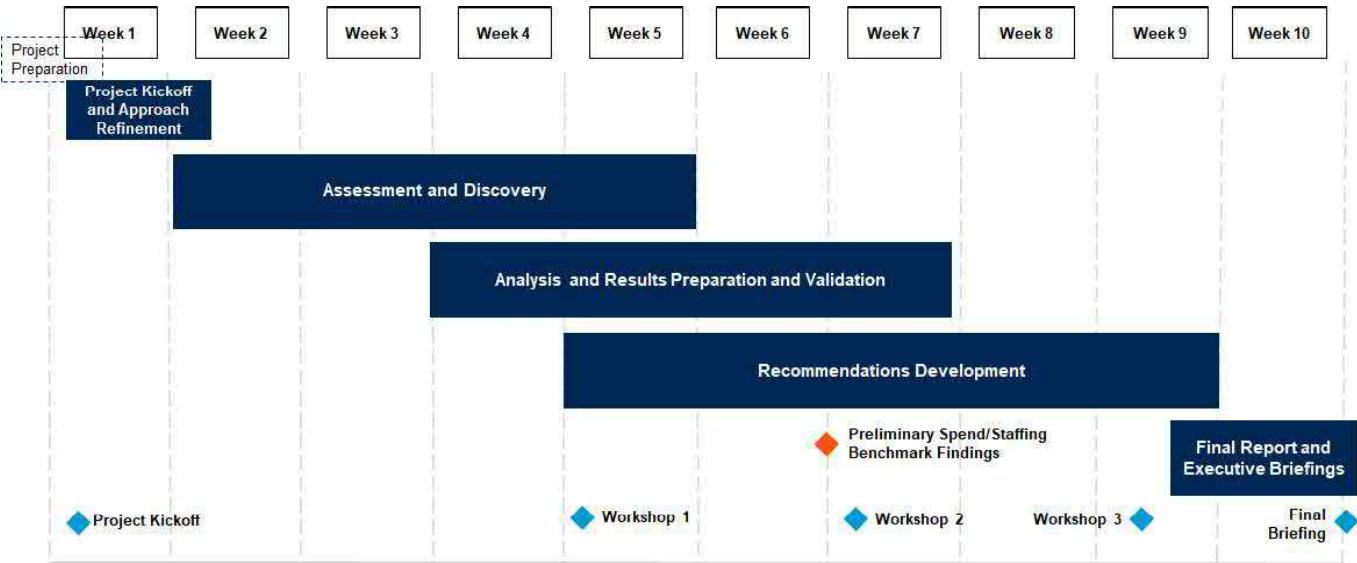 Week 1
Week 2
Week 3
Week 4
Week 5
Week 6
Week 7
Week 8
Week 9
Week 10
Project
Preparation
Project Kickoff
and Approach
Refinement
Assessment and Discovery
Analysis and Results Preparation and Validation
Recommendations Development
Preliminary Spend/Staffing
Benchmark Findings
Final Report and
Executive Briefings
Project Kickoff
Workshop 1
Workshop 2
Workshop 3
Final
Briefing